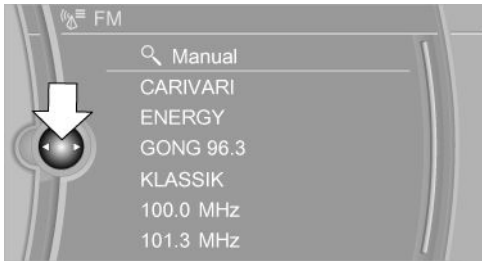 FM
Manual
CARIVARI
ENERGY
GONG 96.3
KLASSIK
100.0 MHz
101.3 MHz